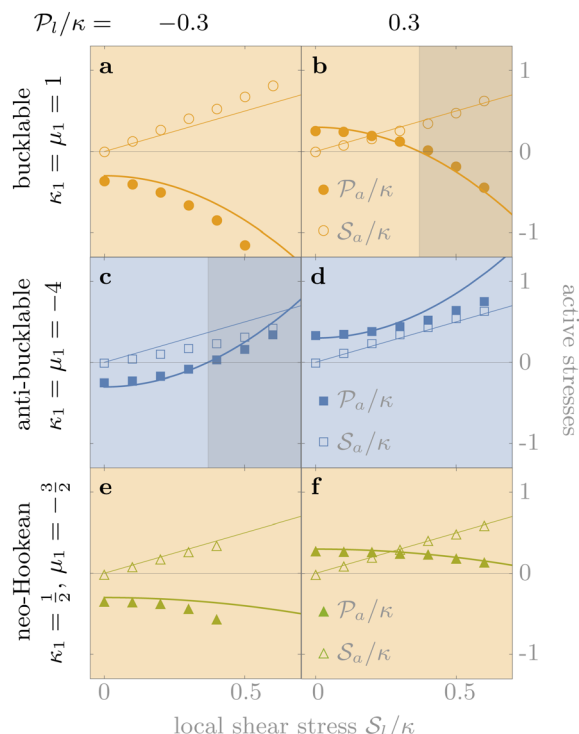 𝒫ₗ/κ = −0.3 0.3
bucklable
κ₁ = μ₁ = 1
anti-bucklable
κ₁ = μ₁ = −4
neo-Hookean
κ₁ = 1/2, μ₁ = −3/2
a
b
1
0
-1
𝒫ₐ/κ
𝒮ₐ/κ
c
d
1
0
-1
𝒫ₐ/κ
𝒮ₐ/κ
e
f
1
0
-1
𝒫ₐ/κ
𝒮ₐ/κ
active stresses
0 0.5 0 0.5
local shear stress 𝒮ₗ/κ